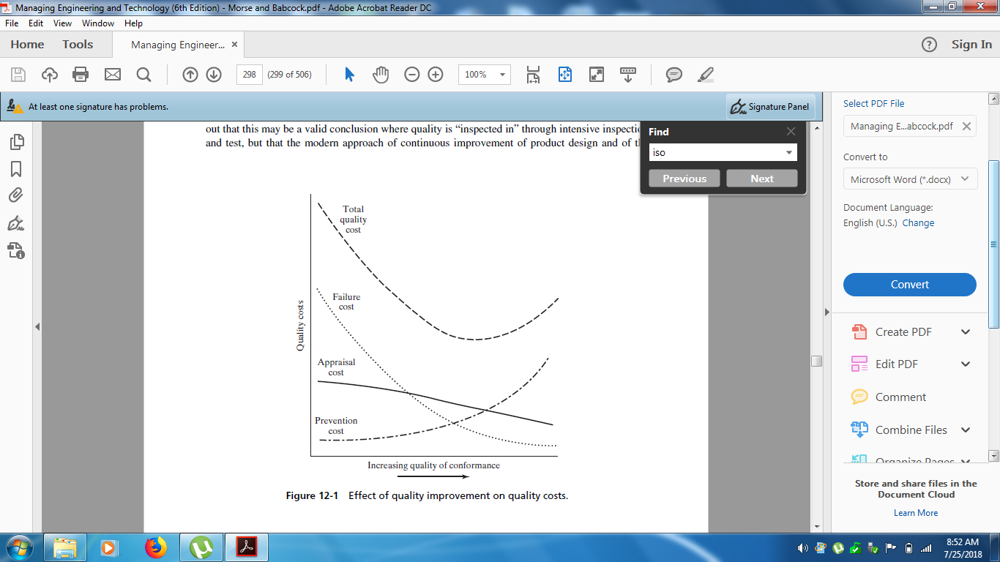 Managing Engineering and Technology (6th Edition) - Morse and Babcock.pdf - Adobe Acrobat Reader DC
File Edit View Window Help
Home Tools Managing Engineer... × Sign In
298 (299 of 506) 100%
At least one signature has problems. Signature Panel
out that this may be a valid conclusion where quality is “inspected in” through intensive inspectio
and test, but that the modern approach of continuous improvement of product design and of th
Find
iso
Previous Next
Total
quality
cost
Failure
cost
Quality costs
Appraisal
cost
Prevention
cost
Increasing quality of conformance
Figure 12-1 Effect of quality improvement on quality costs.
Select PDF File
Managing E...abcock.pdf
Convert to
Microsoft Word (*.docx)
Document Language:
English (U.S.) Change
Convert
Create PDF
Edit PDF
Comment
Combine Files
Organize Pages
Store and share files in the
Document Cloud
Learn More
8:52 AM
7/25/2018